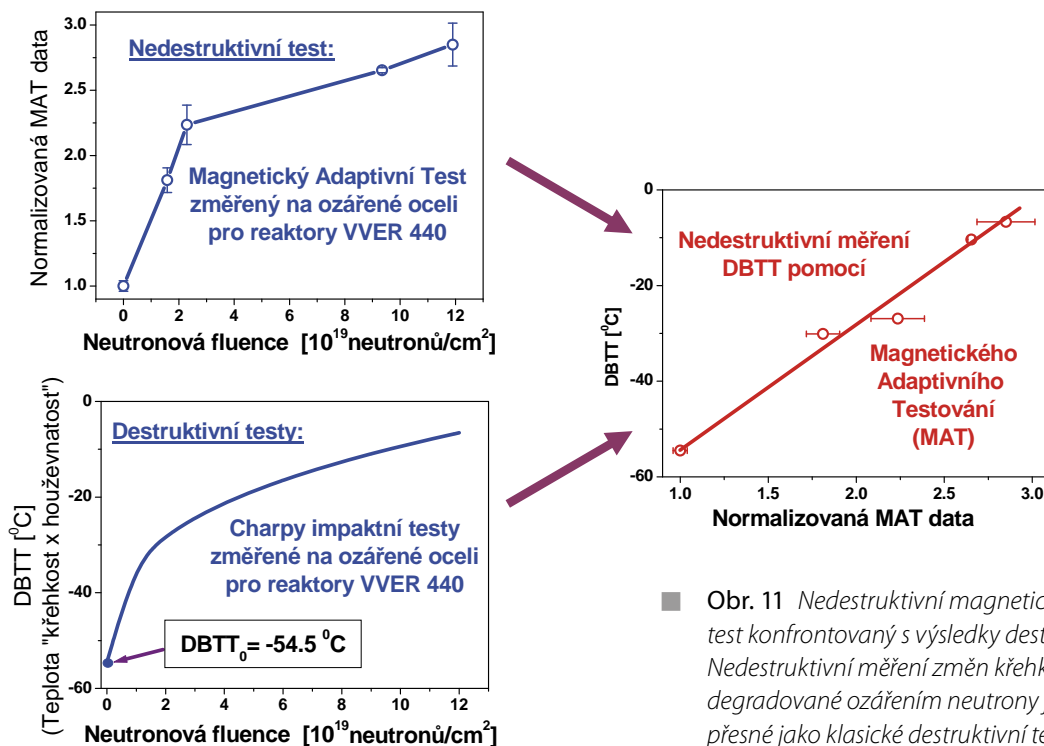 Nedestruktivní test:
Magnetický Adaptivní Test
změřený na ozářené oceli
pro reaktory VVER 440
Normalizovaná MAT data
3.0
2.5
2.0
1.5
1.0
0 2 4 6 8 10 12
Neutronová fluence [10¹⁹neutronů/cm²]
Destruktivní testy:
Charpy impaktní testy
změřené na ozářené oceli
pro reaktory VVER 440
DBTT₀= -54.5 ⁰C
DBTT [⁰C]
(Teplota "křehkost x houževnatost")
0
-20
-40
-60
0 2 4 6 8 10 12
Neutronová fluence [10¹⁹neutronů/cm²]
Nedestruktivní měření
DBTT pomocí
Magnetického
Adaptivního
Testování
(MAT)
DBTT [⁰C]
0
-20
-40
-60
1.0 1.5 2.0 2.5 3.0
Normalizovaná MAT data
Obr. 11 Nedestruktivní magnetic
test konfrontovaný s výsledky dest
Nedestruktivní měření změn křehk
degradované ozářením neutrony j
přesné jako klasické destruktivní te